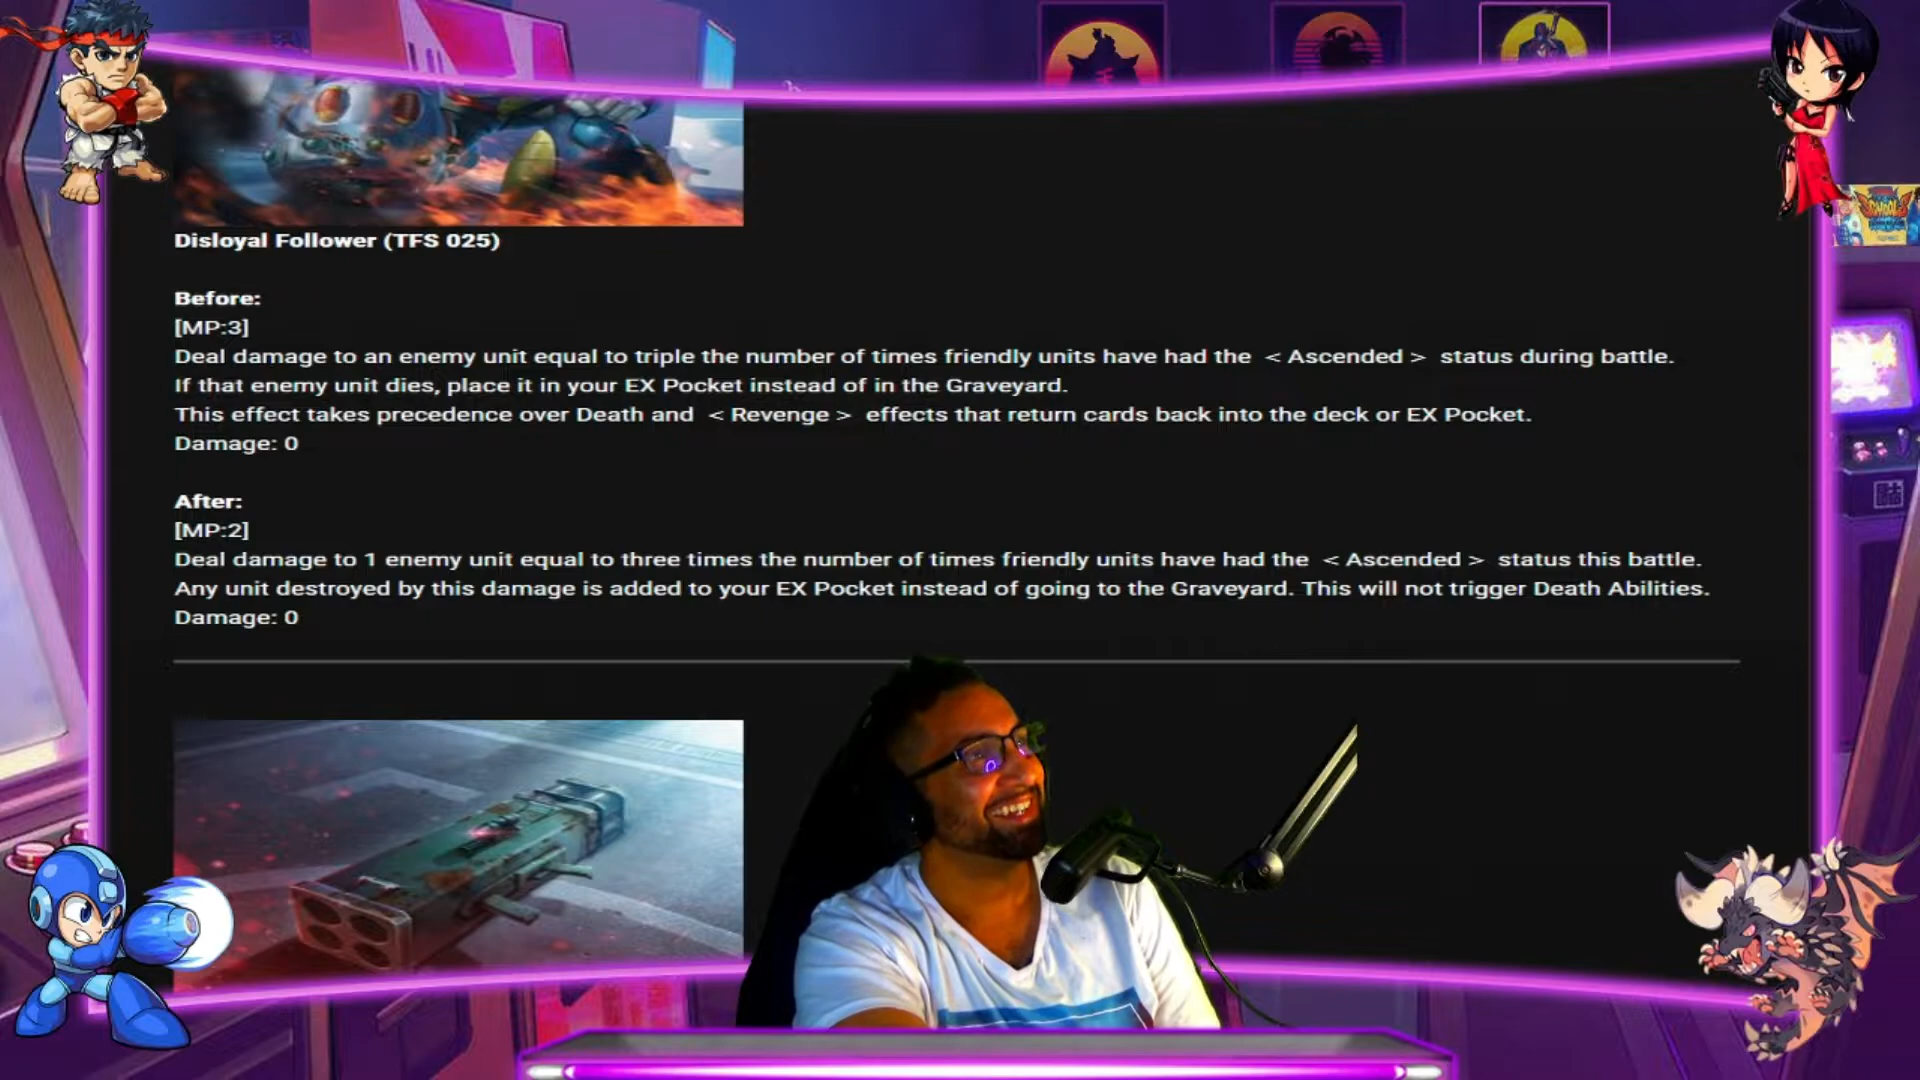 Disloyal Follower (TFS 025)
Before:
[MP:3]
Deal damage to an enemy unit equal to triple the number of times friendly units have had the < Ascended > status during battle.
If that enemy unit dies, place it in your EX Pocket instead of in the Graveyard.
This effect takes precedence over Death and < Revenge > effects that return cards back into the deck or EX Pocket.
Damage: 0
After:
[MP:2]
Deal damage to 1 enemy unit equal to three times the number of times friendly units have had the < Ascended > status this battle.
Any unit destroyed by this damage is added to your EX Pocket instead of going to the Graveyard. This will not trigger Death Abilities.
Damage: 0